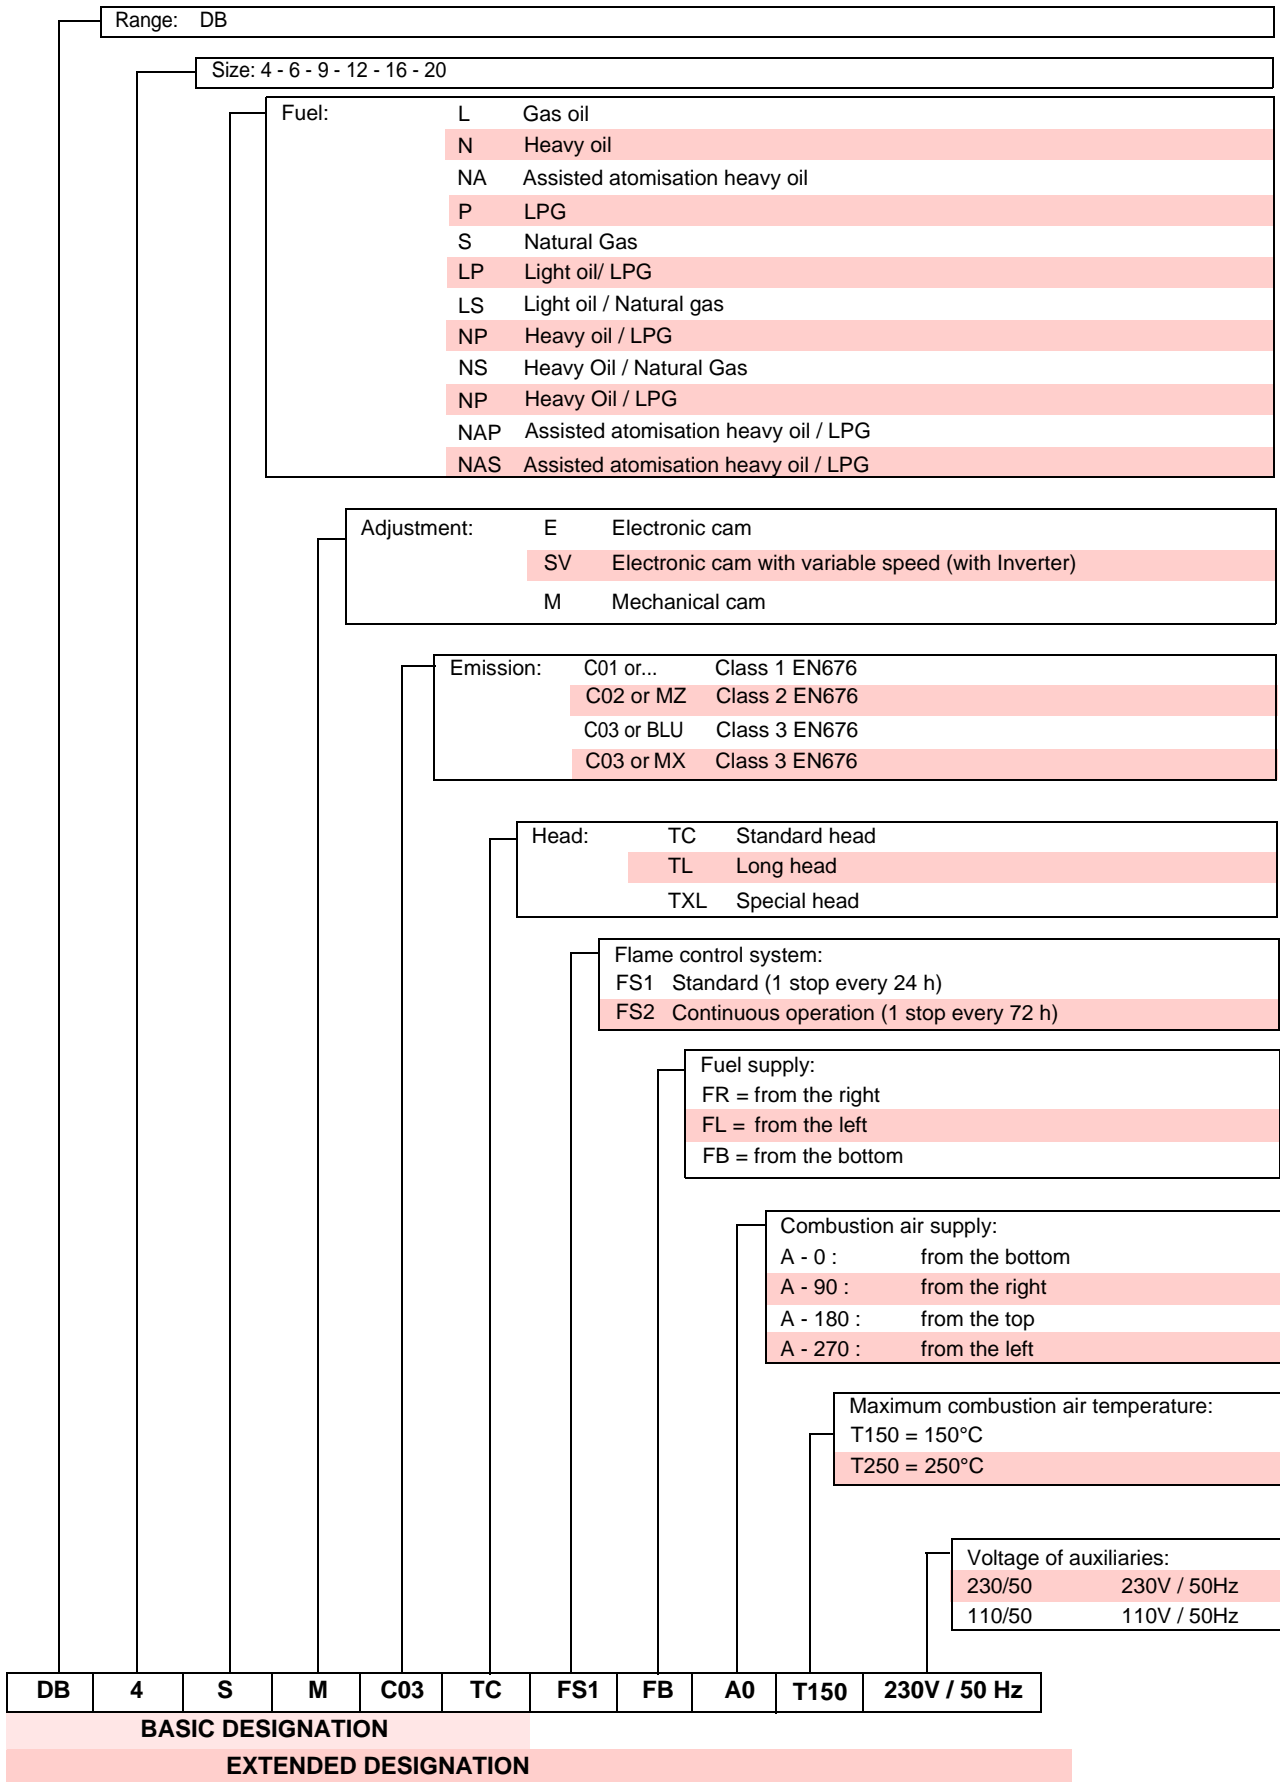 Range: DB
Size: 4 - 6 - 9 - 12 - 16 - 20
Fuel: L Gas oil
N Heavy oil
NA Assisted atomisation heavy oil
P LPG
S Natural Gas
LP Light oil/ LPG
LS Light oil / Natural gas
NP Heavy oil / LPG
NS Heavy Oil / Natural Gas
NP Heavy Oil / LPG
NAP Assisted atomisation heavy oil / LPG
NAS Assisted atomisation heavy oil / LPG
Adjustment: E Electronic cam
SV Electronic cam with variable speed (with Inverter)
M Mechanical cam
Emission: C01 or... Class 1 EN676
C02 or MZ Class 2 EN676
C03 or BLU Class 3 EN676
C03 or MX Class 3 EN676
Head: TC Standard head
TL Long head
TXL Special head
Flame control system:
FS1 Standard (1 stop every 24 h)
FS2 Continuous operation (1 stop every 72 h)
Fuel supply:
FR = from the right
FL = from the left
FB = from the bottom
Combustion air supply:
A - 0 : from the bottom
A - 90 : from the right
A - 180 : from the top
A - 270 : from the left
Maximum combustion air temperature:
T150 = 150°C
T250 = 250°C
Voltage of auxiliaries:
230/50 230V / 50Hz
110/50 110V / 50Hz
DB 4 S M C03 TC FS1 FB A0 T150 230V / 50 Hz
BASIC DESIGNATION
EXTENDED DESIGNATION